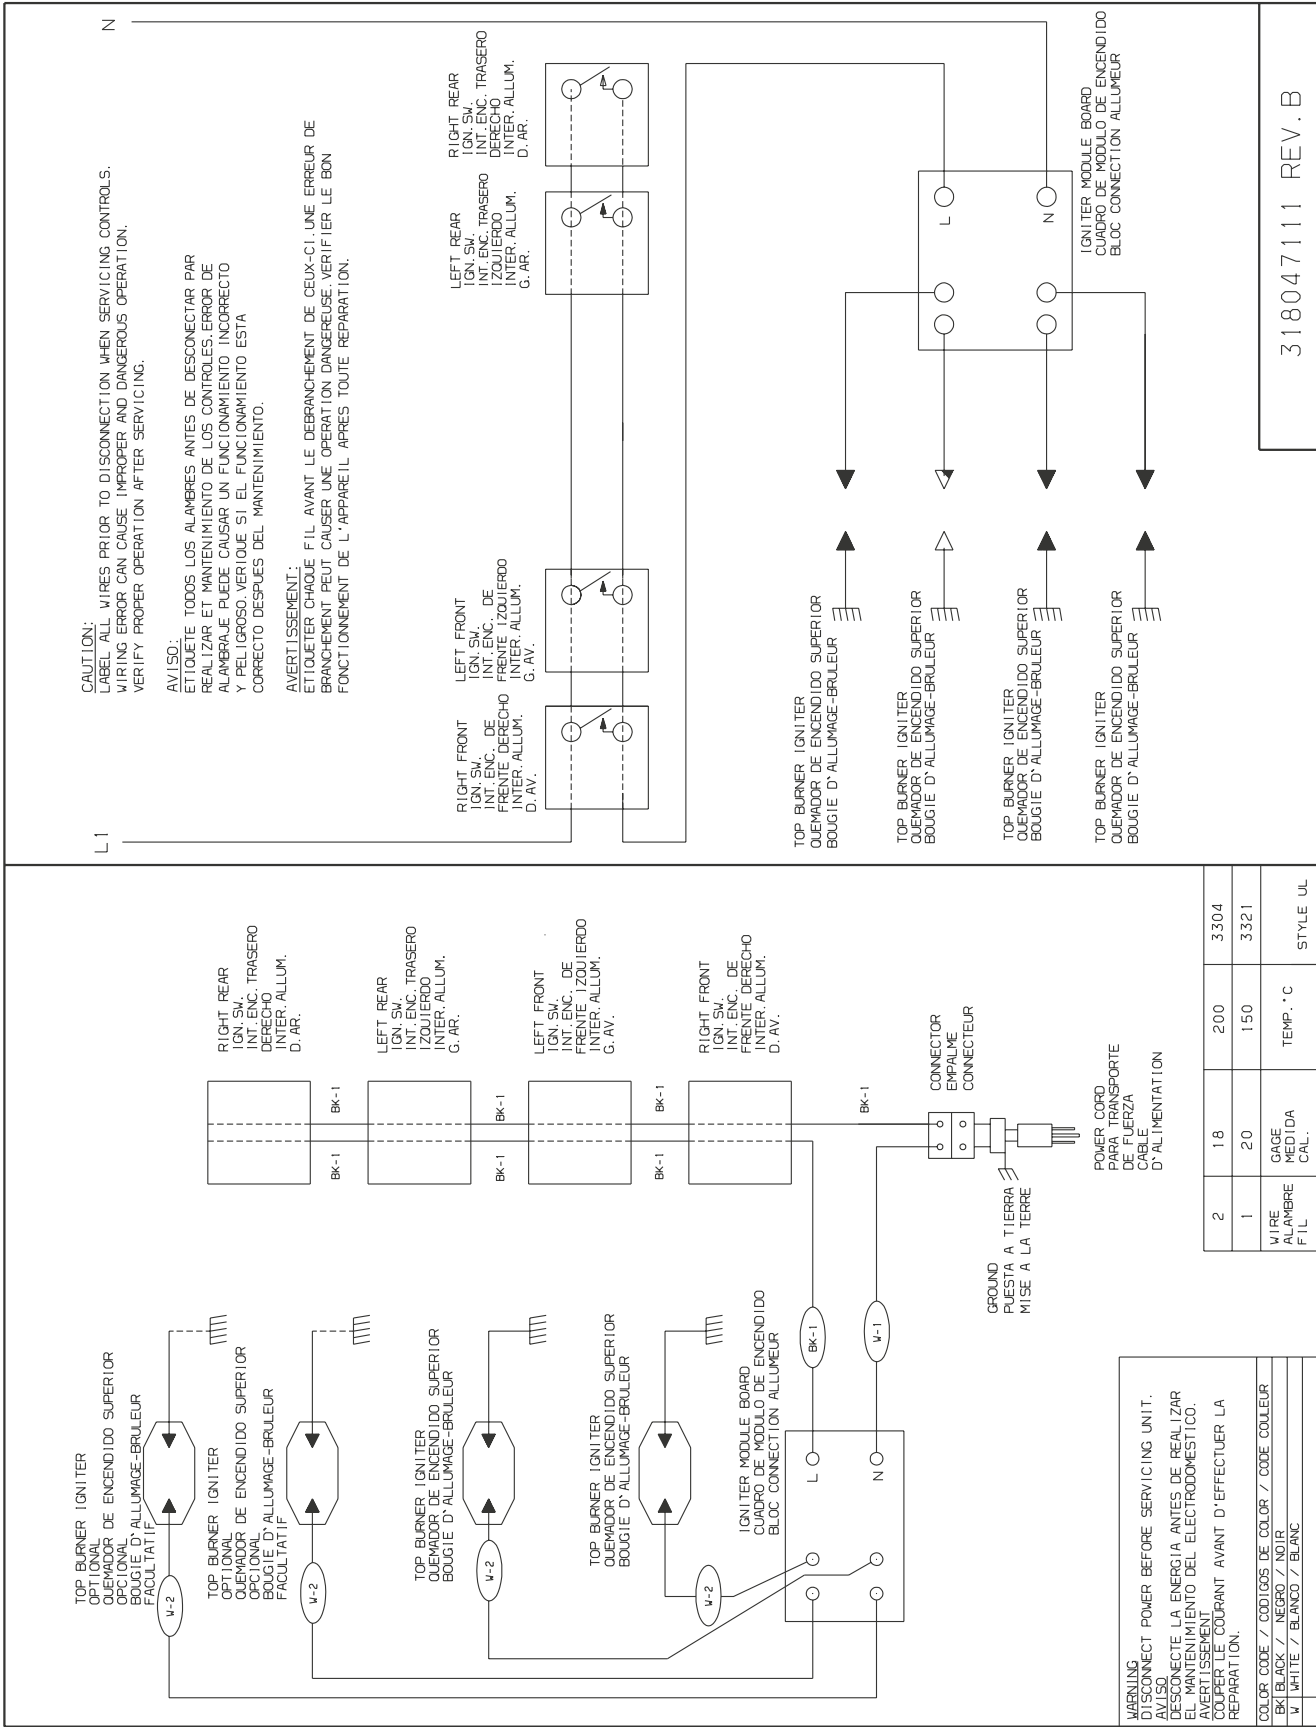 TOP BURNER IGNITER
OPTIONAL
QUEMADOR DE ENCENDIDO SUPERIOR
OPCIONAL
BOUGIE D`ALLUMAGE-BRULEUR
FACULTATIF
W-2
TOP BURNER IGNITER
OPTIONAL
QUEMADOR DE ENCENDIDO SUPERIOR
OPCIONAL
BOUGIE D`ALLUMAGE-BRULEUR
FACULTATIF
W-2
TOP BURNER IGNITER
QUEMADOR DE ENCENDIDO SUPERIOR
BOUGIE D`ALLUMAGE-BRULEUR
W-2
TOP BURNER IGNITER
QUEMADOR DE ENCENDIDO SUPERIOR
BOUGIE D`ALLUMAGE-BRULEUR
W-2
IGNITER MODULE BOARD
CUADRO DE MODULO DE ENCENDIDO
BLOC CONNECTION ALLUMEUR
L
N
BK-1
W-1
RIGHT REAR
IGN. SW.
INT. ENC. TRASERO
DERECHO
INTER. ALLUM.
D. AR.
BK-1
BK-1
LEFT REAR
IGN. SW.
INT. ENC. TRASERO
IZQUIERDO
INTER. ALLUM.
G. AR.
BK-1
BK-1
LEFT FRONT
IGN. SW.
INT. ENC. DE
FRENTE IZQUIERDO
INTER. ALLUM.
G. AV.
BK-1
BK-1
RIGHT FRONT
IGN. SW.
INT. ENC. DE
FRENTE DERECHO
INTER. ALLUM.
D. AV.
BK-1
CONNECTOR
EMPALME
CONNECTEUR
GROUND
PUESTA A TIERRA
MISE A LA TERRE
POWER CORD
PARA TRANSPORTE
DE FUERZA
CABLE
D`ALIMENTATION
WARNING
DISCONNECT POWER BEFORE SERVICING UNIT.
AVISO
DESCONECTE LA ENERGIA ANTES DE REALIZAR
EL MANTENIMIENTO DEL ELECTRODOMESTICO.
AVERTISSEMENT
COUPER LE COURANT AVANT D'EFFECTUER LA
REPARATION.
COLOR CODE / CODIGOS DE COLOR / CODE COULEUR
BK BLACK / NEGRO / NOIR
W WHITE / BLANCO / BLANC
2 18 200 3304
1 20 150 3321
WIRE
ALAMBRE
FIL
GAGE
MEDIDA
CAL.
TEMP. °C
STYLE UL
L1
N
CAUTION:
LABEL ALL WIRES PRIOR TO DISCONNECTION WHEN SERVICING CONTROLS.
WIRING ERROR CAN CAUSE IMPROPER AND DANGEROUS OPERATION.
VERIFY PROPER OPERATION AFTER SERVICING.
AVISO:
ETIQUETE TODOS LOS ALAMBRES ANTES DE DESCONECTAR PAR
REALIZAR ET MANTENIMIENTO DE LOS CONTROLES. ERROR DE
ALAMBRAJE PUEDE CAUSAR UN FUNCIONAMIENTO INCORRECTO
Y PELIGROSO. VERIQUE SI EL FUNCIONAMIENTO ESTA
CORRECTO DESPUES DEL MANTENIMIENTO.
AVERTISSEMENT:
ETIQUETER CHAQUE FIL AVANT LE DEBRANCHEMENT DE CEUX-CI. UNE ERREUR DE
BRANCHEMENT PEUT CAUSER UNE OPERATION DANGEREUSE. VERIFIER LE BON
FONCTIONNEMENT DE L'APPAREIL APRES TOUTE REPARATION.
RIGHT FRONT
IGN. SW.
INT. ENC. DE
FRENTE DERECHO
INTER. ALLUM.
D. AV.
LEFT FRONT
IGN. SW.
INT. ENC. DE
FRENTE IZQUIERDO
INTER. ALLUM.
G. AV.
LEFT REAR
IGN. SW.
INT. ENC. TRASERO
IZQUIERDO
INTER. ALLUM.
G. AR.
RIGHT REAR
IGN. SW.
INT. ENC. TRASERO
DERECHO
INTER. ALLUM.
D. AR.
TOP BURNER IGNITER
QUEMADOR DE ENCENDIDO SUPERIOR
BOUGIE D`ALLUMAGE-BRULEUR
TOP BURNER IGNITER
QUEMADOR DE ENCENDIDO SUPERIOR
BOUGIE D`ALLUMAGE-BRULEUR
TOP BURNER IGNITER
QUEMADOR DE ENCENDIDO SUPERIOR
BOUGIE D`ALLUMAGE-BRULEUR
TOP BURNER IGNITER
QUEMADOR DE ENCENDIDO SUPERIOR
BOUGIE D`ALLUMAGE-BRULEUR
L
N
IGNITER MODULE BOARD
CUADRO DE MODULO DE ENCENDIDO
BLOC CONNECTION ALLUMEUR
318047111 REV. B